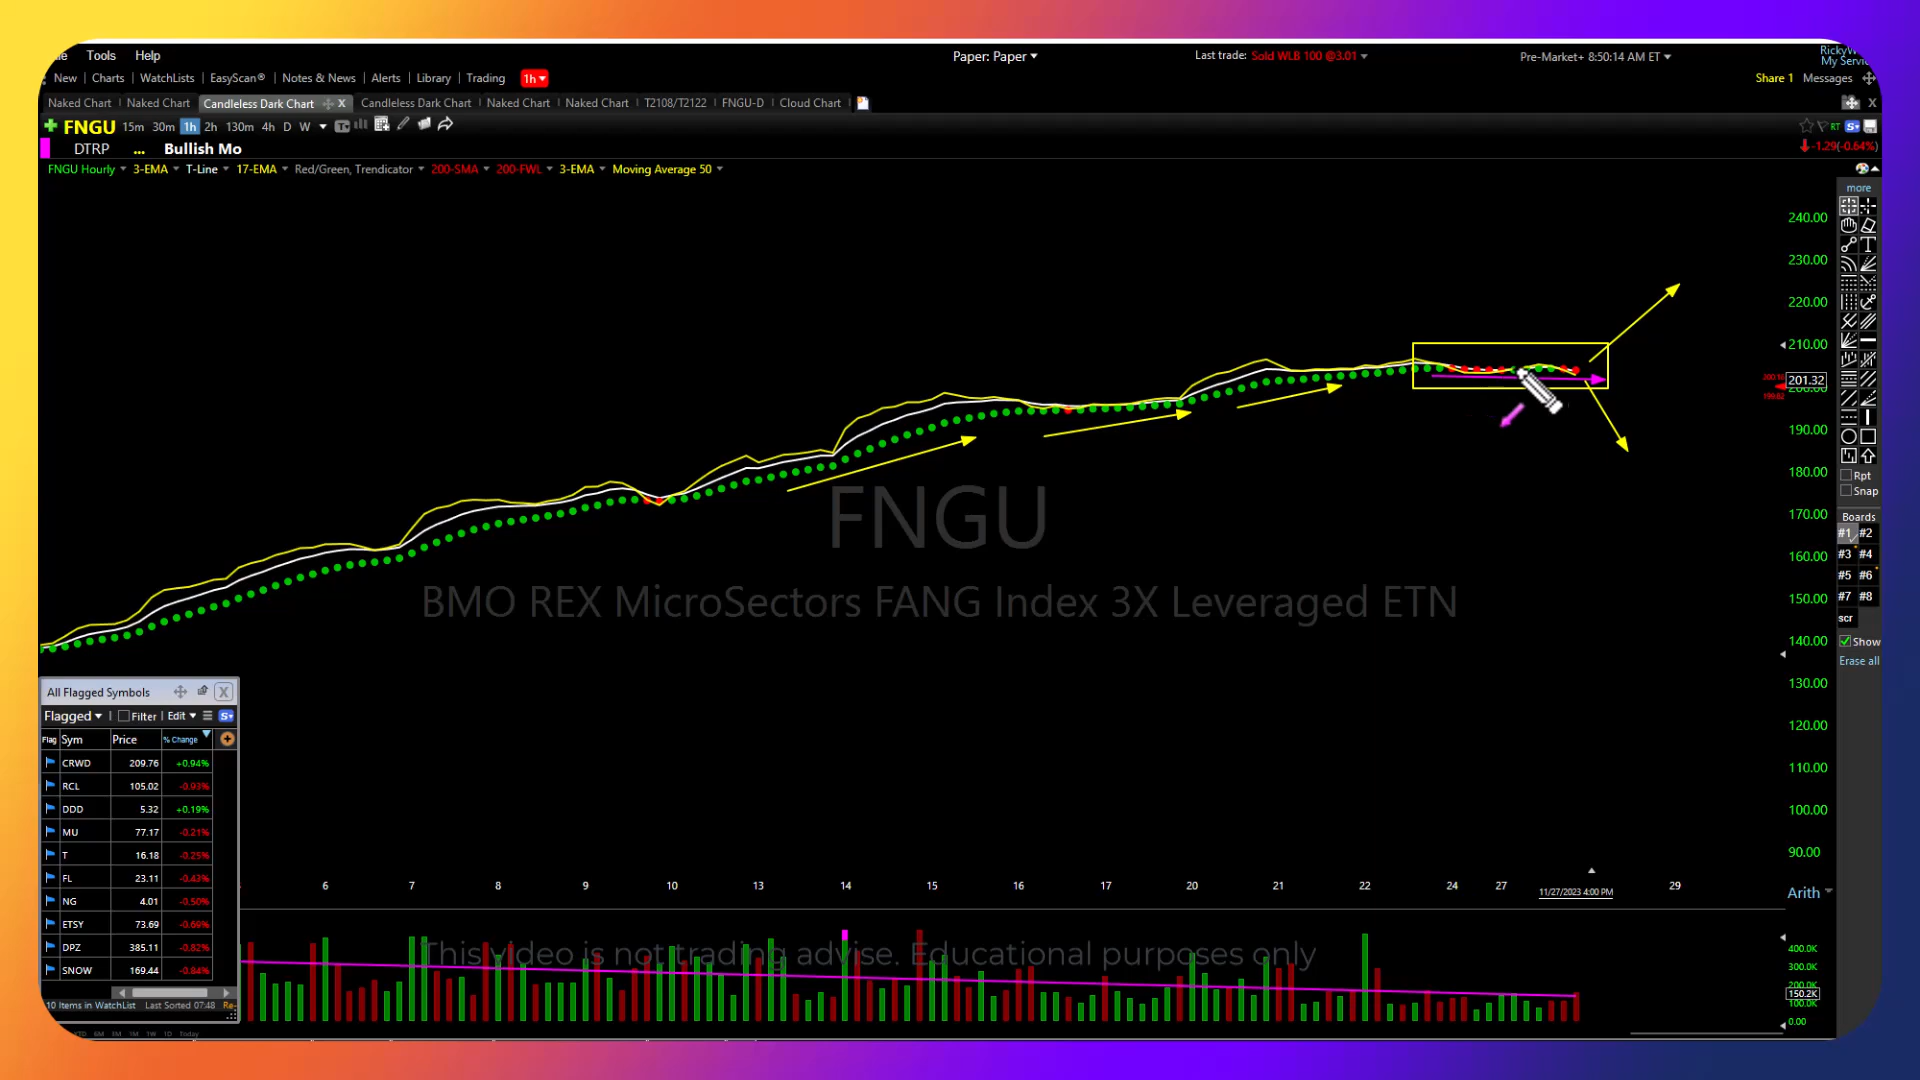 Tools Help
Paper: Paper
Last trade: Sold WLB 100 @3.01
Pre-Market+ 8:50:14 AM ET
New | Charts | WatchLists | EasyScan® | Notes & News | Alerts | Library | Trading 1h
Share 1 Messages
Naked Chart Naked Chart Candleless Dark Chart X Candleless Dark Chart Naked Chart Naked Chart T2108/T2122 FNGU-D Cloud Chart X
FNGU 15m 30m 1h 2h 130m 4h D W
RT
DTRP ... Bullish Mo
-1.29(-0.64%)
FNGU Hourly 3-EMA T-Line 17-EMA Red/Green, Trendicator 200-SMA 200-FWL 3-EMA Moving Average 50
more
240.00
230.00
220.00
210.00
201.32
190.00
180.00
170.00
160.00
150.00
140.00
130.00
120.00
110.00
100.00
90.00
Rpt
Snap
Boards
#1 #2
#3 #4
#5 #6
#7 #8
scr
Show
Erase all
FNGU
BMO REX MicroSectors FANG Index 3X Leveraged ETN
All Flagged Symbols X
Flagged | Filter | Edit
Flag Sym Price % Change
CRWD 209.76 +0.94%
RCL 105.02 -0.93%
DDD 5.32 +0.19%
MU 77.17 -0.21%
T 16.18 -0.25%
FL 23.11 -0.43%
NG 4.01 -0.50%
ETSY 73.69 -0.69%
DPZ 385.11 -0.82%
SNOW 169.44 -0.84%
10 Items in WatchList Last Sorted 07:48 Re-
6 7 8 9 10 13 14 15 16 17 20 21 22 24 27 11/27/2023 4:00 PM 29
Arith
This video is not trading advise. Educational purposes only
400.0K
300.0K
200.0K
150.2K
100.0K
0.00